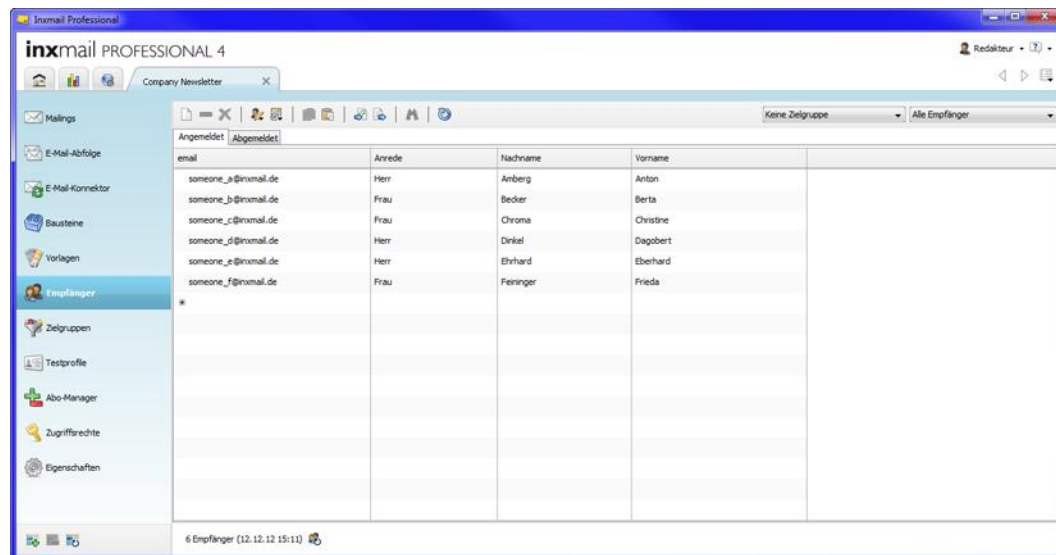 Inxmail Professional
inxmail PROFESSIONAL 4
Redakteur
Company Newsletter
Mailings
E-Mail-Abfolge
E-Mail-Konnektor
Bausteine
Vorlagen
Empfänger
Zielgruppen
Testprofile
Abo-Manager
Zugriffsrechte
Eigenschaften
Keine Zielgruppe Alle Empfänger
Angemeldet Abgemeldet
email Anrede Nachname Vorname
someone_a@inxmail.de Herr Amberg Anton
someone_b@inxmail.de Frau Becker Berta
someone_c@inxmail.de Frau Chroma Christine
someone_d@inxmail.de Herr Dinkel Dagobert
someone_e@inxmail.de Herr Ehrhard Eberhard
someone_f@inxmail.de Frau Feininger Frieda
*
6 Empfänger (12.12.12 15:11)